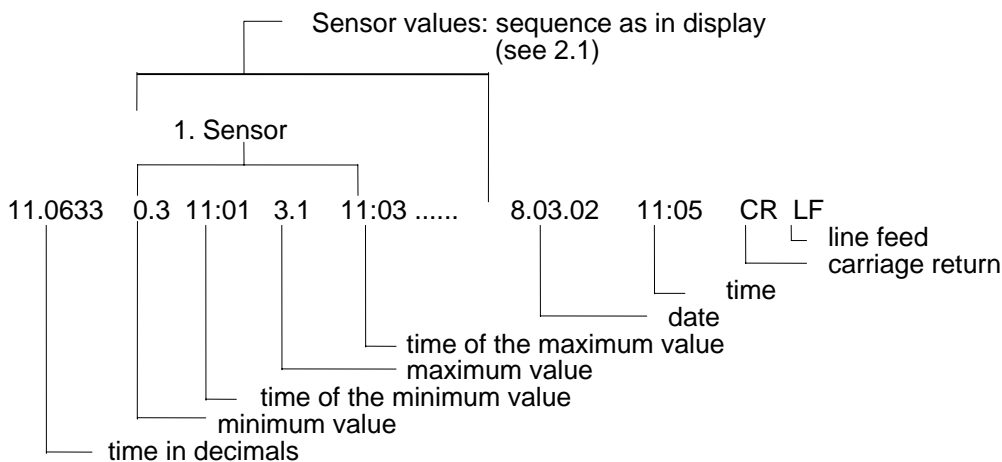 Sensor values: sequence as in display
(see 2.1)
1. Sensor
11.0633 0.3 11:01 3.1 11:03 ...... 8.03.02 11:05 CR LF
line feed
carriage return
time
date
time of the maximum value
maximum value
time of the minimum value
minimum value
time in decimals